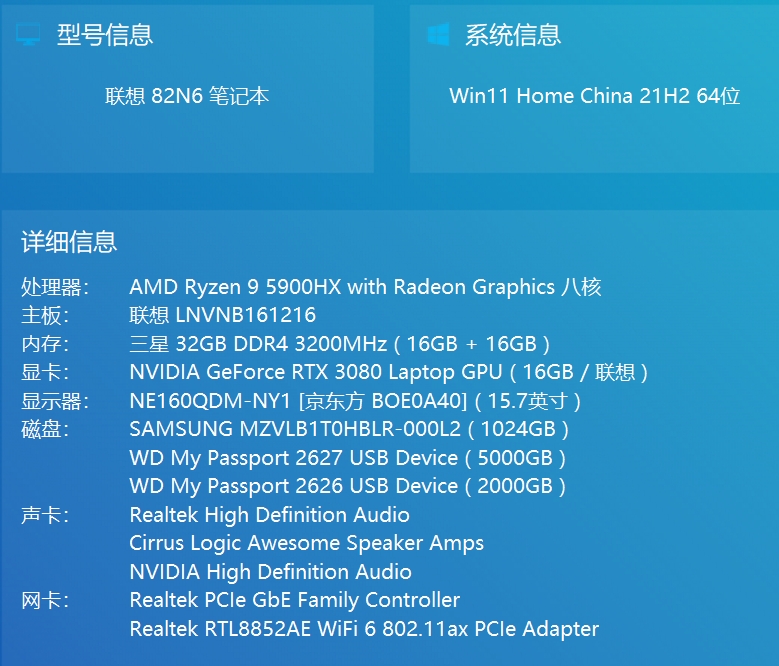 型号信息
系统信息
联想 82N6 笔记本
Win11 Home China 21H2 64位
详细信息
处理器： AMD Ryzen 9 5900HX with Radeon Graphics 八核
主板： 联想 LNVNB161216
内存： 三星 32GB DDR4 3200MHz ( 16GB + 16GB )
显卡： NVIDIA GeForce RTX 3080 Laptop GPU ( 16GB / 联想 )
显示器： NE160QDM-NY1 [京东方 BOE0A40] ( 15.7英寸 )
磁盘： SAMSUNG MZVLB1T0HBLR-000L2 ( 1024GB )
WD My Passport 2627 USB Device ( 5000GB )
WD My Passport 2626 USB Device ( 2000GB )
声卡： Realtek High Definition Audio
Cirrus Logic Awesome Speaker Amps
NVIDIA High Definition Audio
网卡： Realtek PCIe GbE Family Controller
Realtek RTL8852AE WiFi 6 802.11ax PCIe Adapter